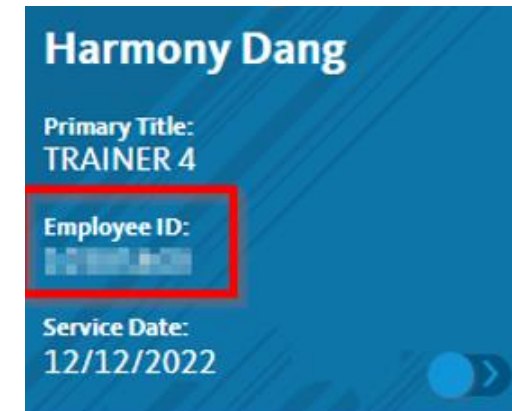 Harmony Dang
Primary Title:
TRAINER 4
Employee ID:
Service Date:
12/12/2022